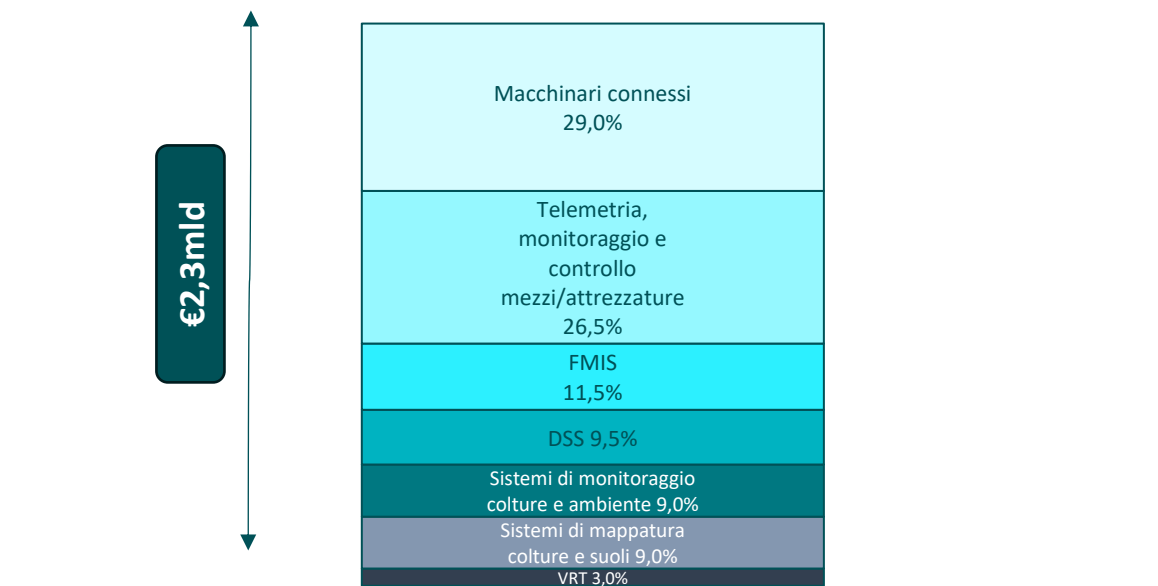 €2,3mld
Macchinari connessi
29,0%
Telemetria,
monitoraggio e
controllo
mezzi/attrezzature
26,5%
FMIS
11,5%
DSS 9,5%
Sistemi di monitoraggio
colture e ambiente 9,0%
Sistemi di mappatura
colture e suoli 9,0%
VRT 3,0%